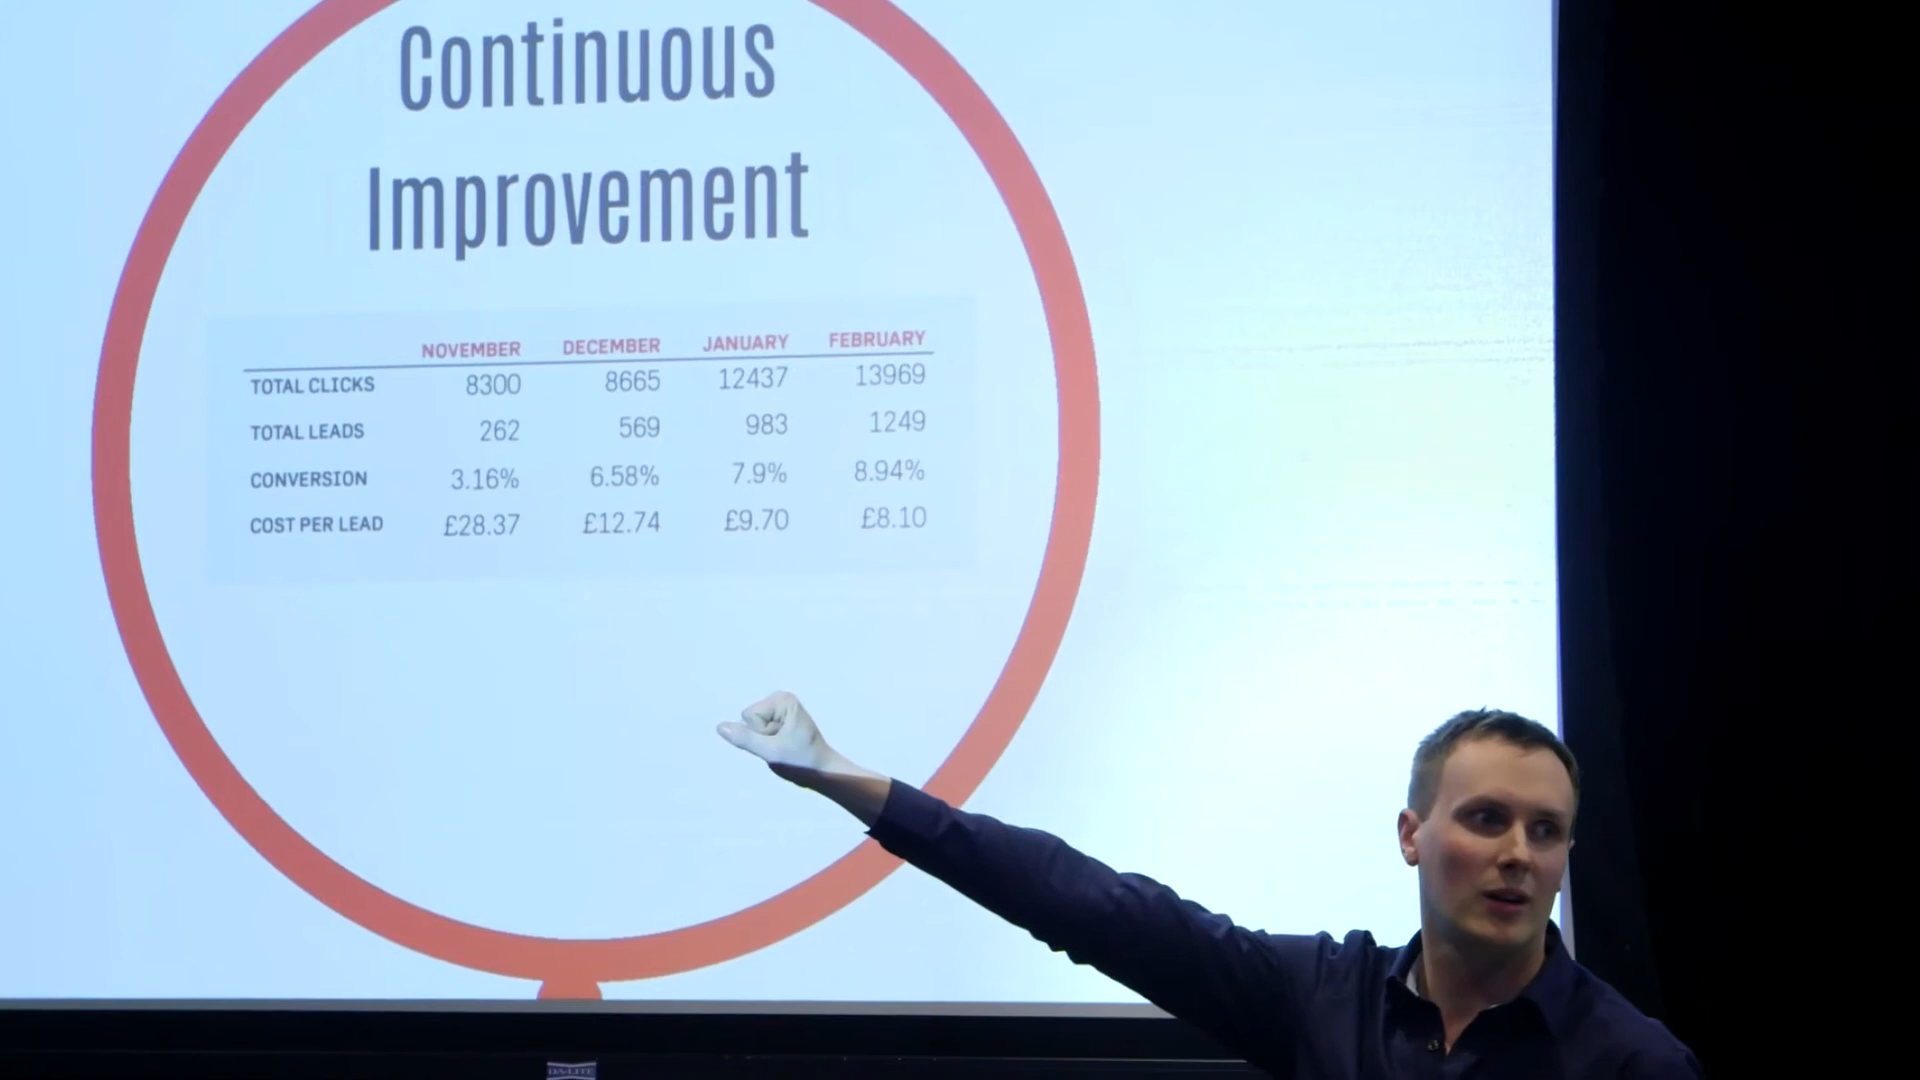 Continuous
Improvement
NOVEMBER DECEMBER JANUARY FEBRUARY
TOTAL CLICKS 8300 8665 12437 13969
TOTAL LEADS 262 569 983 1249
CONVERSION 3.16% 6.58% 7.9% 8.94%
COST PER LEAD £28.37 £12.74 £9.70 £8.10
DA-LITE